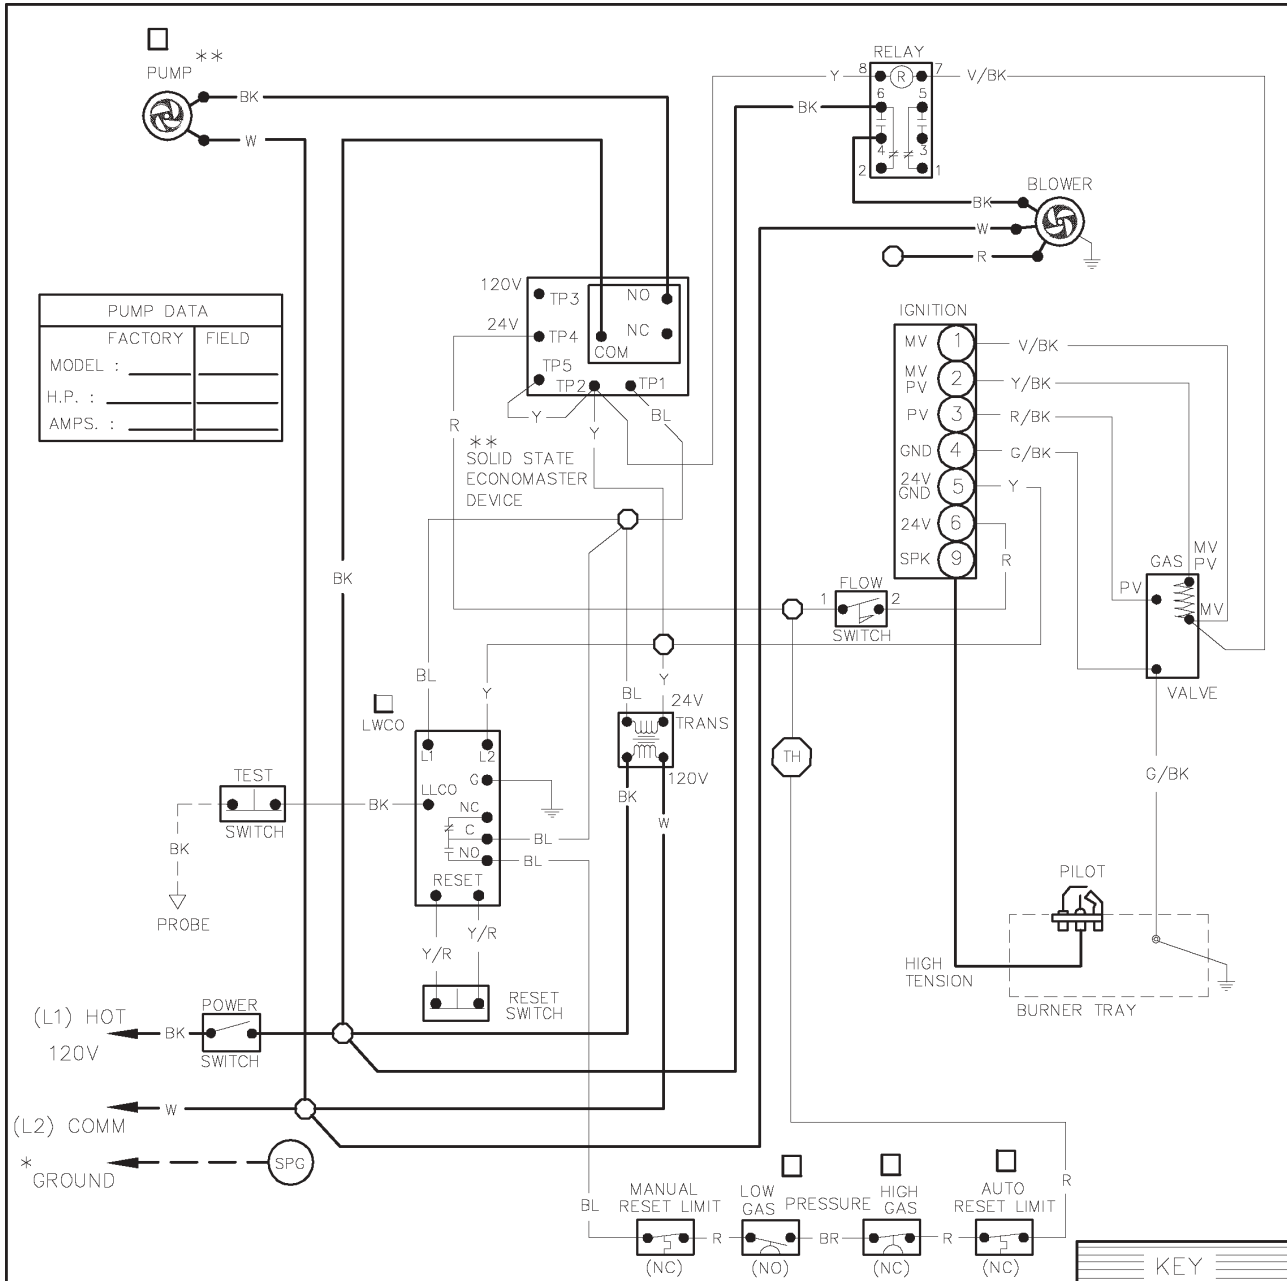 RELAY
**
PUMP
8
R
7
Y
V/BK
6
5
BK
BK
W
4
3
2
1
BLOWER
BK
W
R
120V
TP3
NO
24V
TP4
NC
COM
TP5
TP2
TP1
Y
Y
BL
R
PUMP DATA
FACTORY
FIELD
MODEL :
H.P. :
AMPS. :
**
SOLID STATE
ECONOMASTER
DEVICE
IGNITION
MV
1
V/BK
MV
PV
2
Y/BK
PV
3
R/BK
GND
4
G/BK
24V
GND
5
Y
24V
6
SPK
9
R
BK
FLOW
1
2
SWITCH
GAS
MV
PV
PV
MV
VALVE
BL
Y
BL
Y
24V
TRANS
120V
BK
W
LWCO
L1
L2
G
LLCO
NC
C
NO
RESET
BK
BL
BL
TEST
SWITCH
BK
PROBE
TH
G/BK
Y/R
Y/R
RESET
SWITCH
PILOT
HIGH
TENSION
BURNER TRAY
(L1) HOT
120V
BK
POWER
SWITCH
W
(L2) COMM
*
GROUND
SPG
BL
MANUAL
RESET LIMIT
(NC)
R
LOW
GAS
PRESSURE
(NO)
BR
HIGH
GAS
(NC)
R
AUTO
RESET LIMIT
(NC)
R
KEY